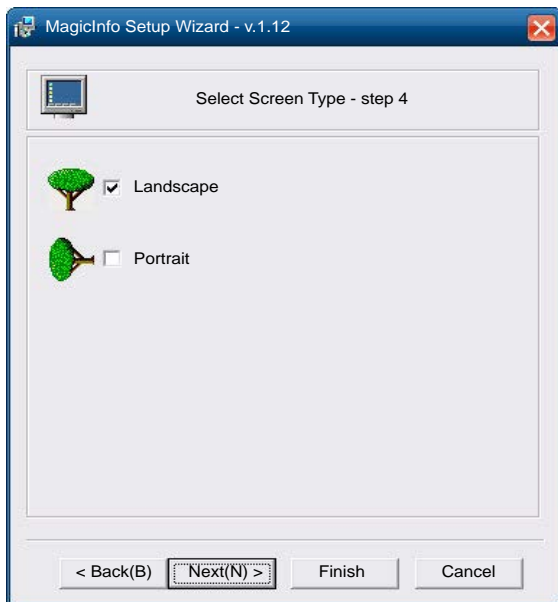 MagicInfo Setup Wizard - v.1.12
Select Screen Type - step 4
Landscape
Portrait
< Back(B) Next(N) > Finish Cancel